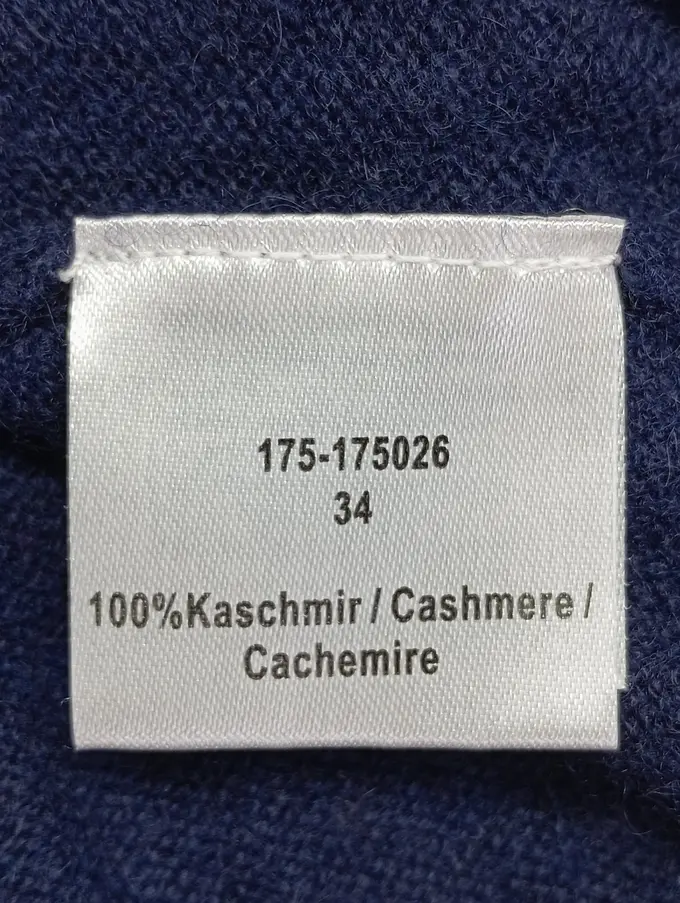 175-175026
34
100%Kaschmir / Cashmere /
Cachemire